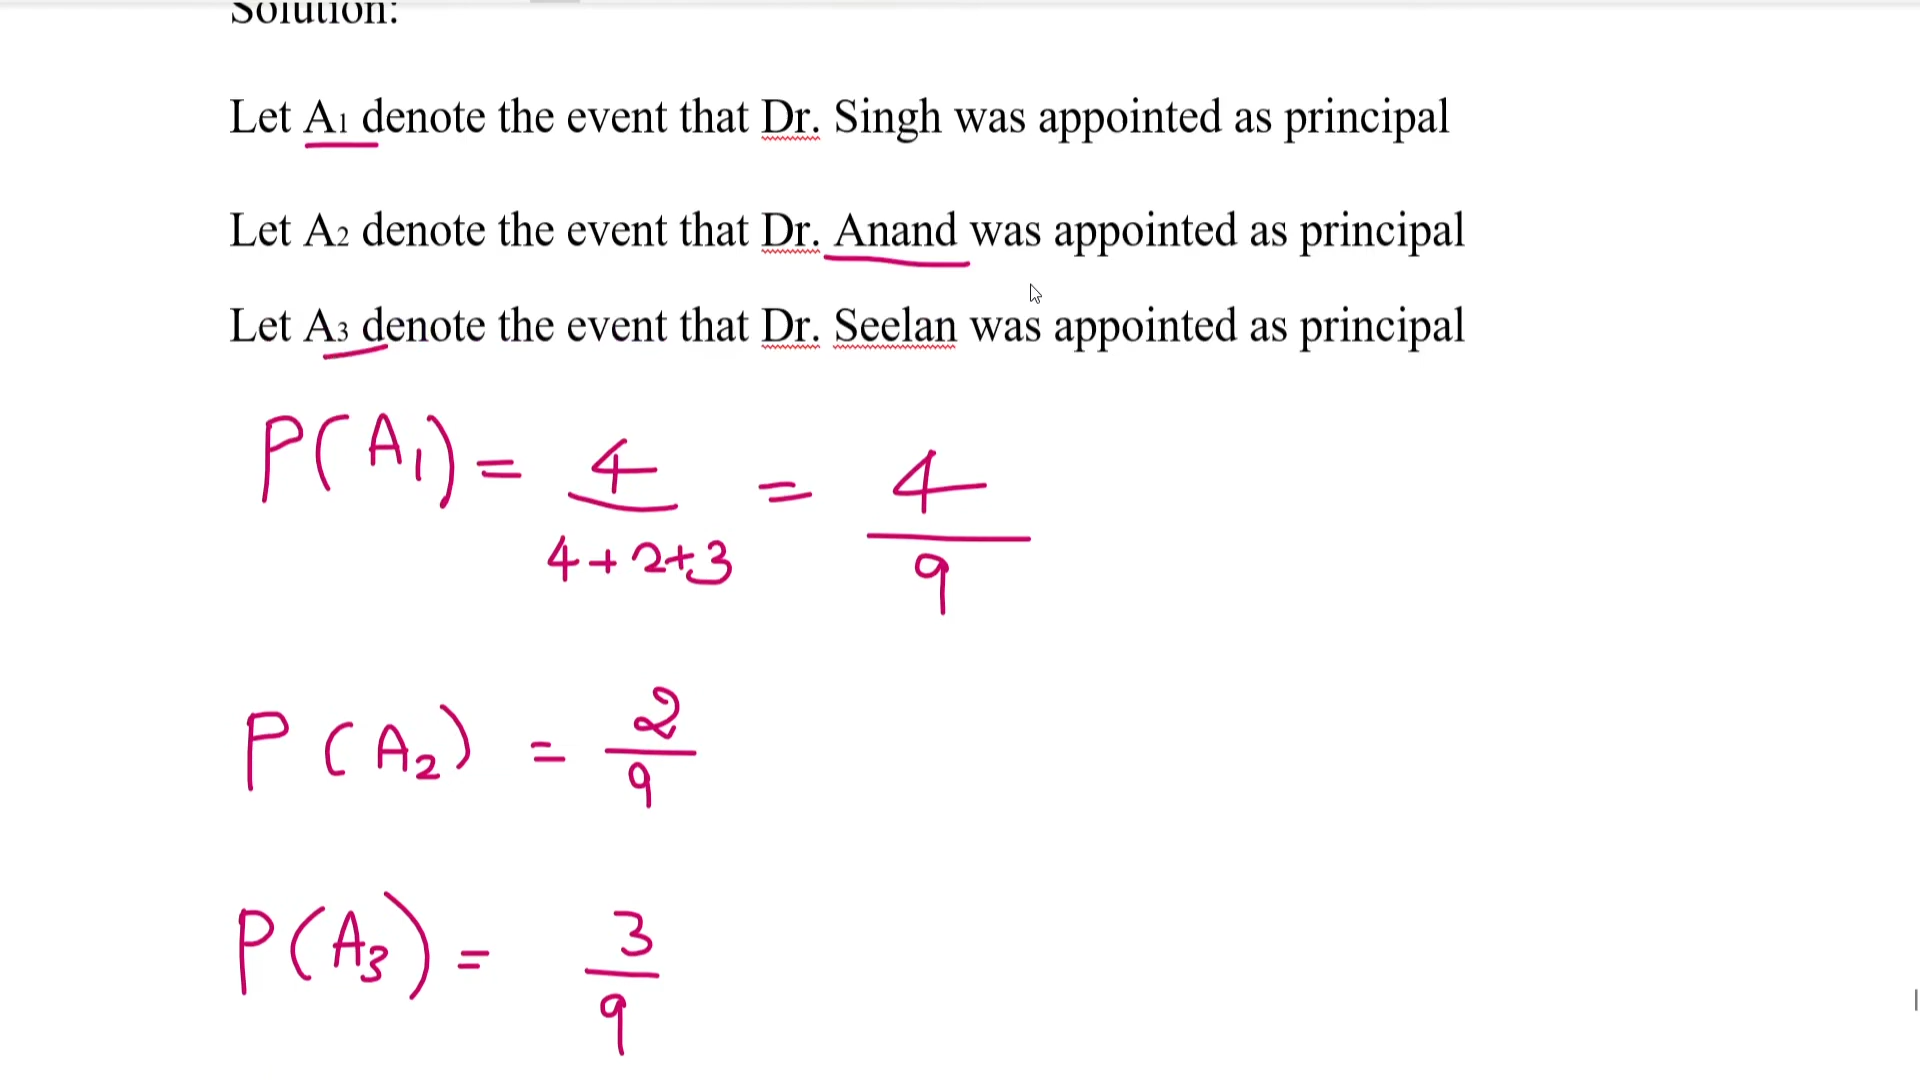 Solution:
Let A1 denote the event that Dr. Singh was appointed as principal
Let A2 denote the event that Dr. Anand was appointed as principal
Let A3 denote the event that Dr. Seelan was appointed as principal
P(A1) = 4/(4+2+3) = 4/9
P(A2) = 2/9
P(A3) = 3/9